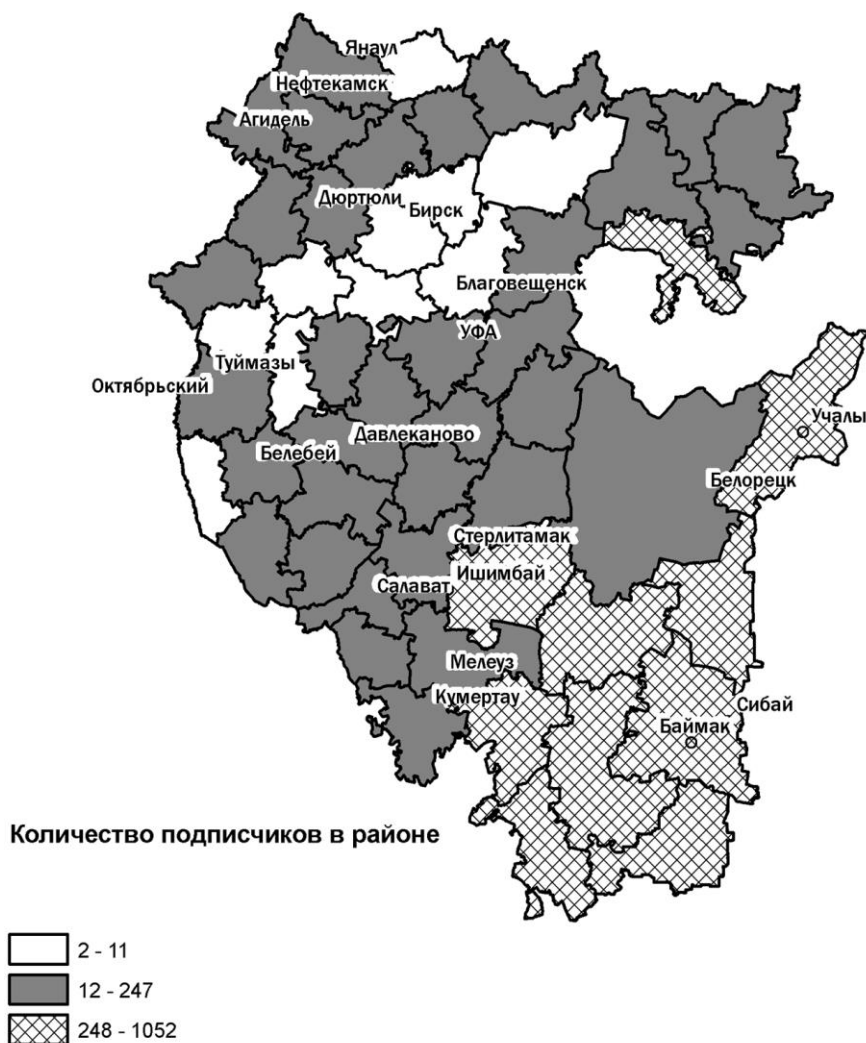 Янаул
Нефтекамск
Агидель
Дюртюли
Бирск
Благовещенск
УФА
Туймазы
Октябрьский
Учалы
Давлеканово
Белебей
Белорецк
Стерлитамак
Ишимбай
Салават
Мелеуз
Кумертау
Сибай
Баймак
Количество подписчиков в районе
2 - 11
12 - 247
248 - 1052